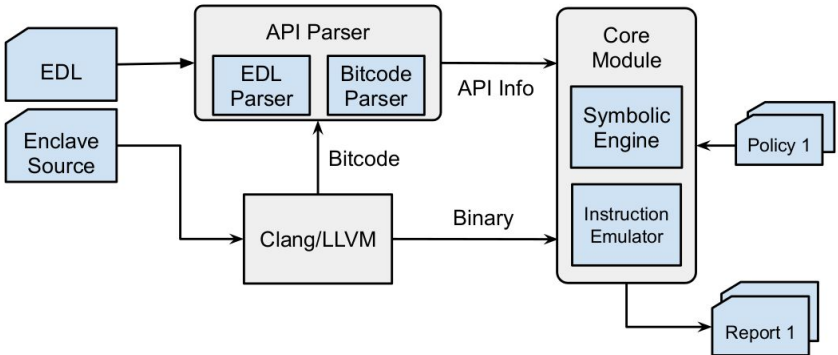 EDL
Enclave
Source
API Parser
EDL
Parser
Bitcode
Parser
Bitcode
Clang/LLVM
API Info
Binary
Core
Module
Symbolic
Engine
Instruction
Emulator
Policy 1
Report 1